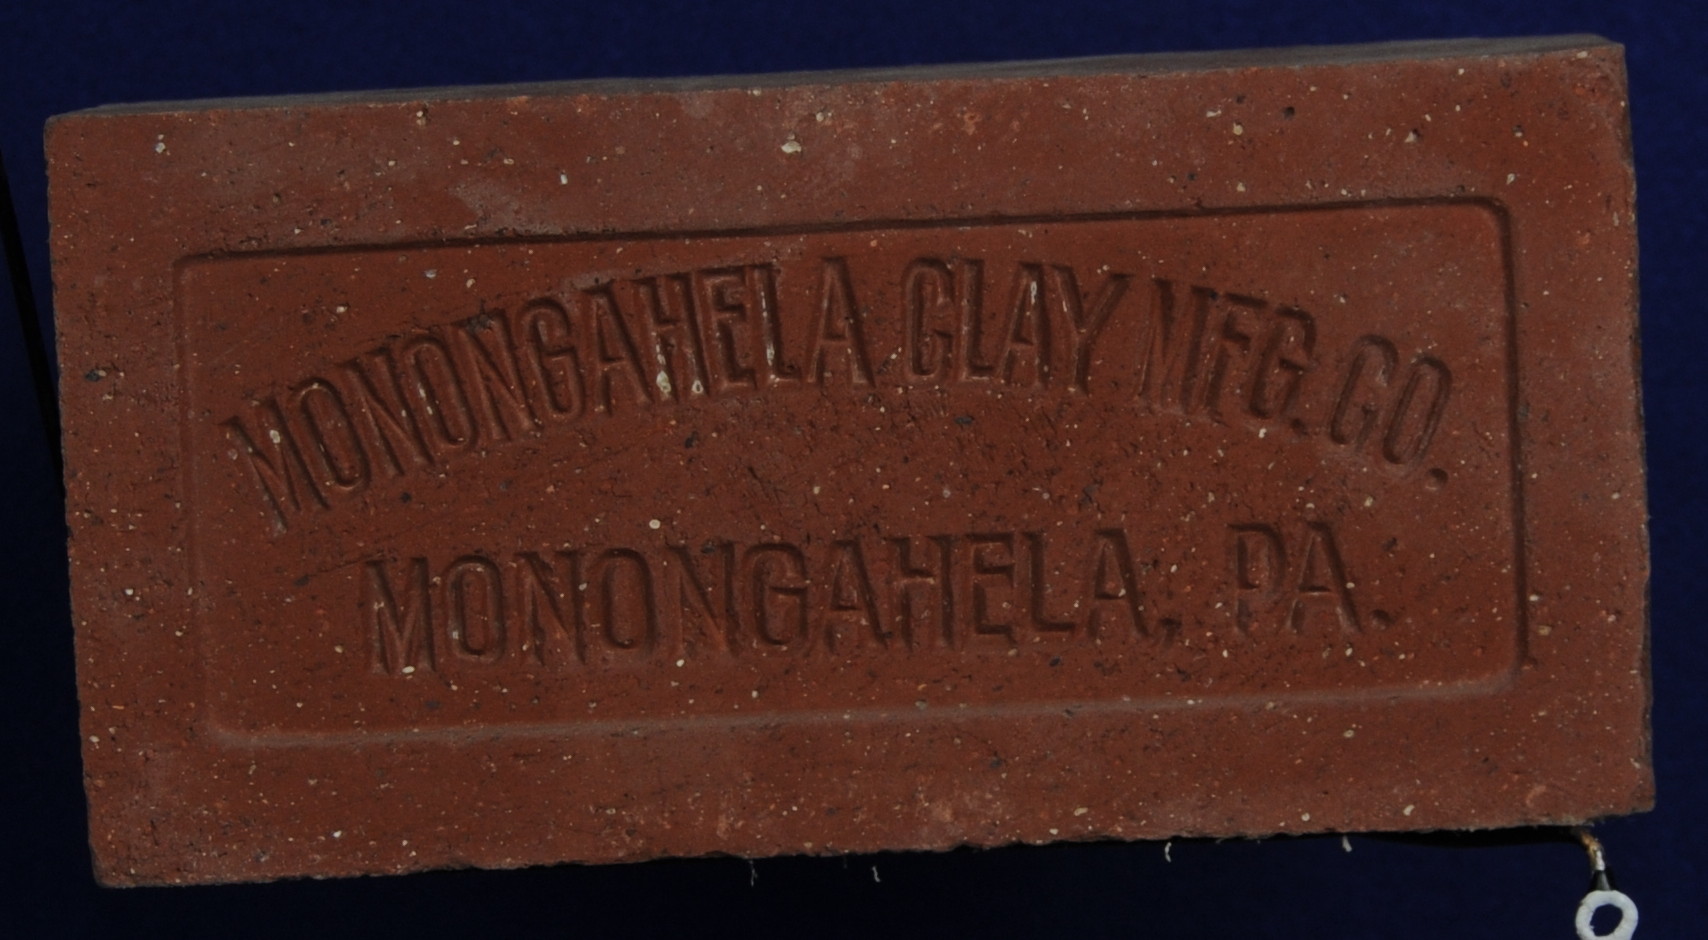 MONONGAHELA CLAY MFG. CO.
MONONGAHELA, PA.